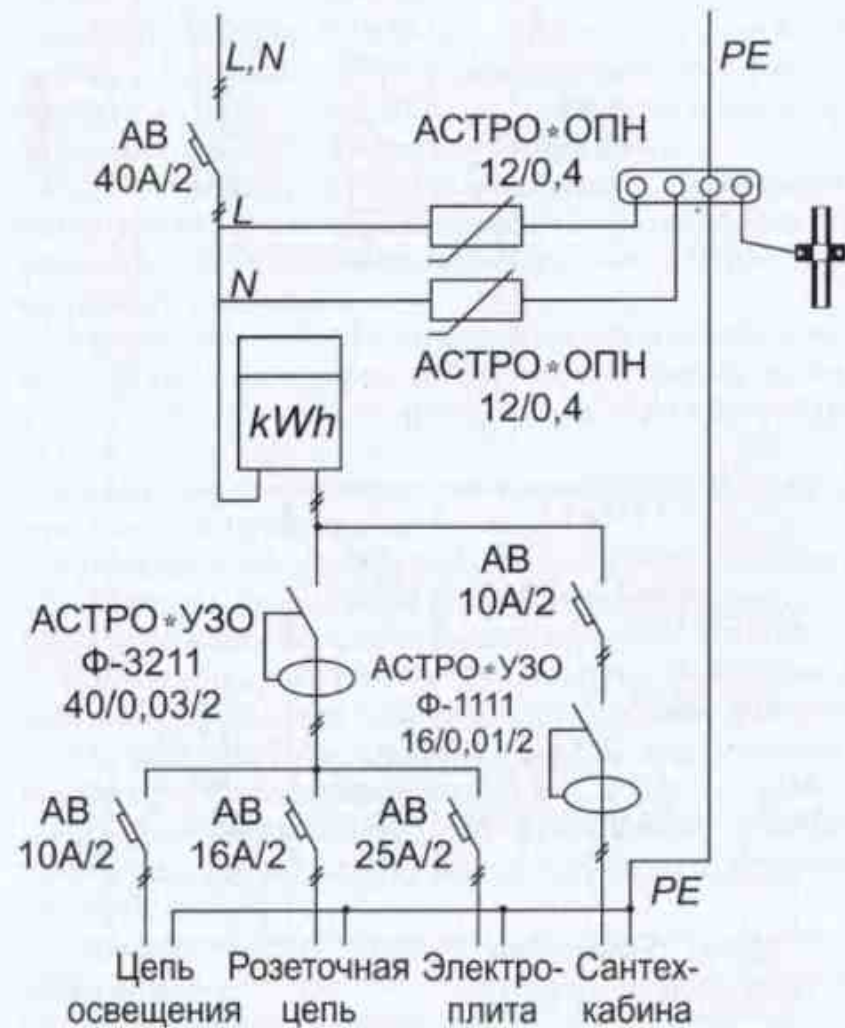 L,N
PE
АВ
40А/2
АСТРО*ОПН
12/0,4
L
N
АСТРО*ОПН
12/0,4
kWh
АВ
10А/2
АСТРО*УЗО
Ф-3211
40/0,03/2
АСТРО*УЗО
Ф-1111
16/0,01/2
АВ
10А/2
АВ
16А/2
АВ
25А/2
PE
Цепь
освещения
Розеточная
цепь
Электро-
плита
Сантех-
кабина